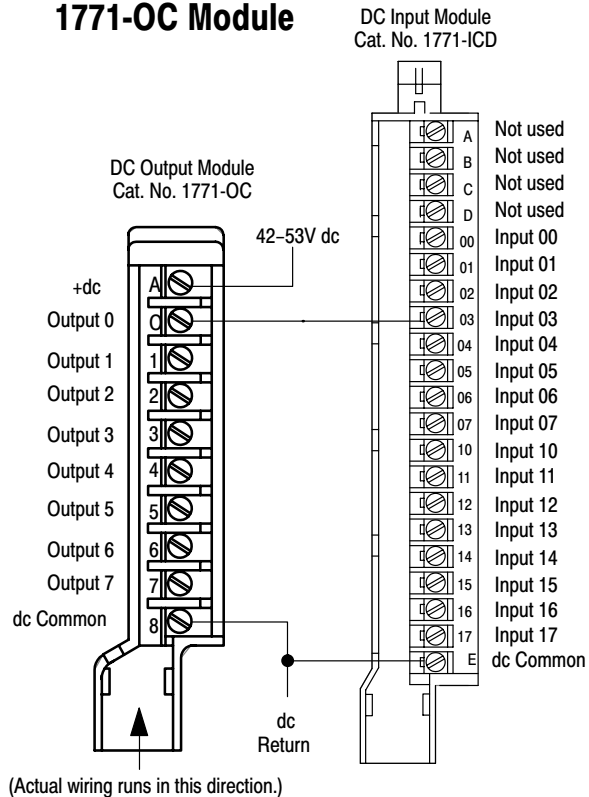 1771-OC Module
DC Input Module
Cat. No. 1771-ICD
DC Output Module
Cat. No. 1771-OC
42–53V dc
+dc A
Output 0 0
Output 1 1
Output 2 2
Output 3 3
Output 4 4
Output 5 5
Output 6 6
Output 7 7
dc Common 8
A Not used
B Not used
C Not used
D Not used
00 Input 00
01 Input 01
02 Input 02
03 Input 03
04 Input 04
05 Input 05
06 Input 06
07 Input 07
10 Input 10
11 Input 11
12 Input 12
13 Input 13
14 Input 14
15 Input 15
16 Input 16
17 Input 17
E dc Common
dc
Return
(Actual wiring runs in this direction.)